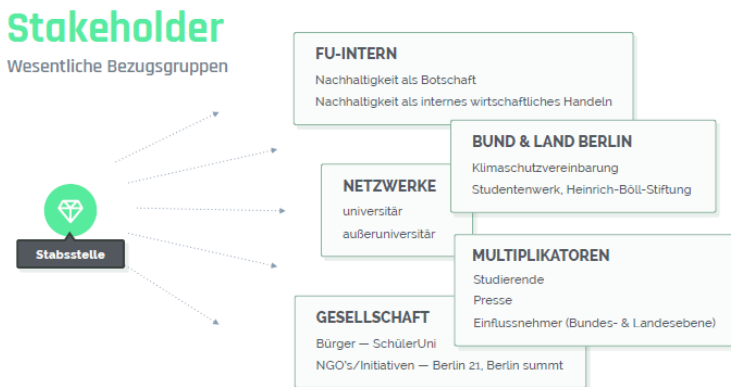 Stakeholder
Wesentliche Bezugsgruppen
FU-INTERN
Nachhaltigkeit als Botschaft
Nachhaltigkeit als internes wirtschaftliches Handeln
BUND & LAND BERLIN
Klimaschutzvereinbarung
Studentenwerk, Heinrich-Böll-Stiftung
NETZWERKE
universitär
außeruniversitär
Stabsstelle
MULTIPLIKATOREN
Studierende
Presse
Einflussnehmer (Bundes- & Landesebene)
GESELLSCHAFT
Bürger — SchülerUni
NGO's/Initiativen — Berlin 21, Berlin summt